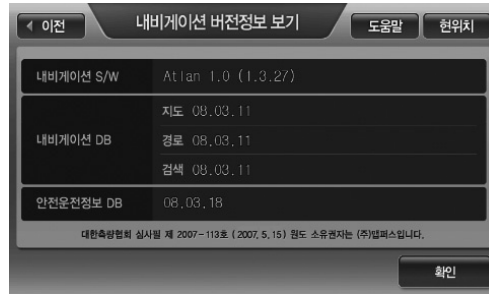 이전
내비게이션 버전정보 보기
도움말
현위치
내비게이션 S/W
Atlan 1.0 (1.3.27)
내비게이션 DB
지도 08.03.11
경로 08.03.11
검색 08.03.11
안전운전정보 DB
08.03.18
대한측량협회 심사필 제 2007-113호 (2007. 5. 15) 원도 소유권자는 (주)맵퍼스입니다.
확인